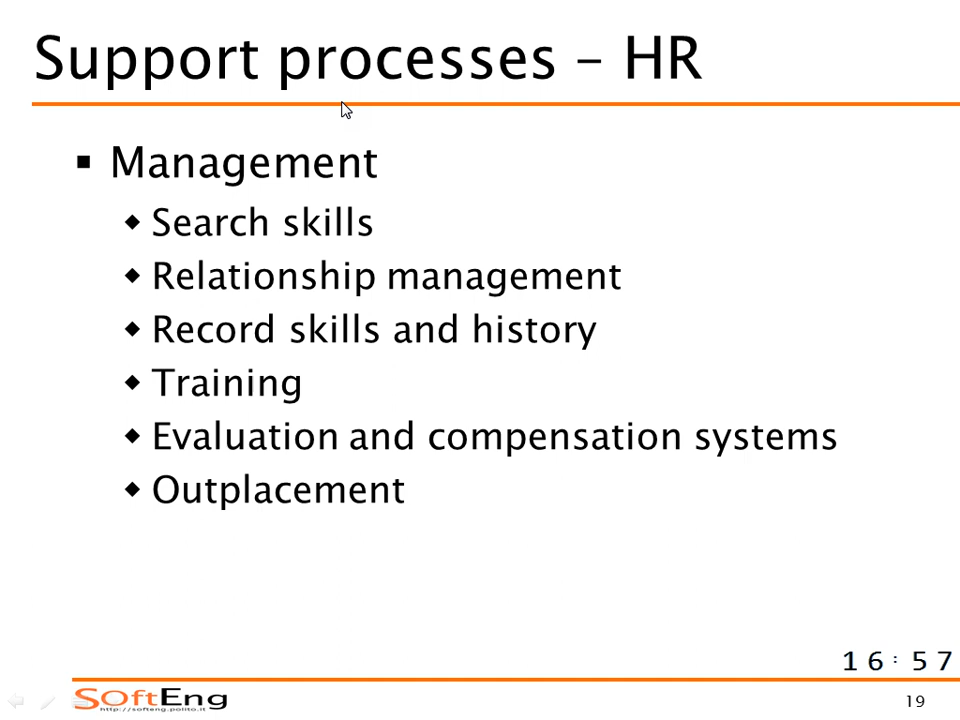 Support processes – HR
Management
Search skills
Relationship management
Record skills and history
Training
Evaluation and compensation systems
Outplacement
16:57
SOftEng
http://softeng.polito.it
19